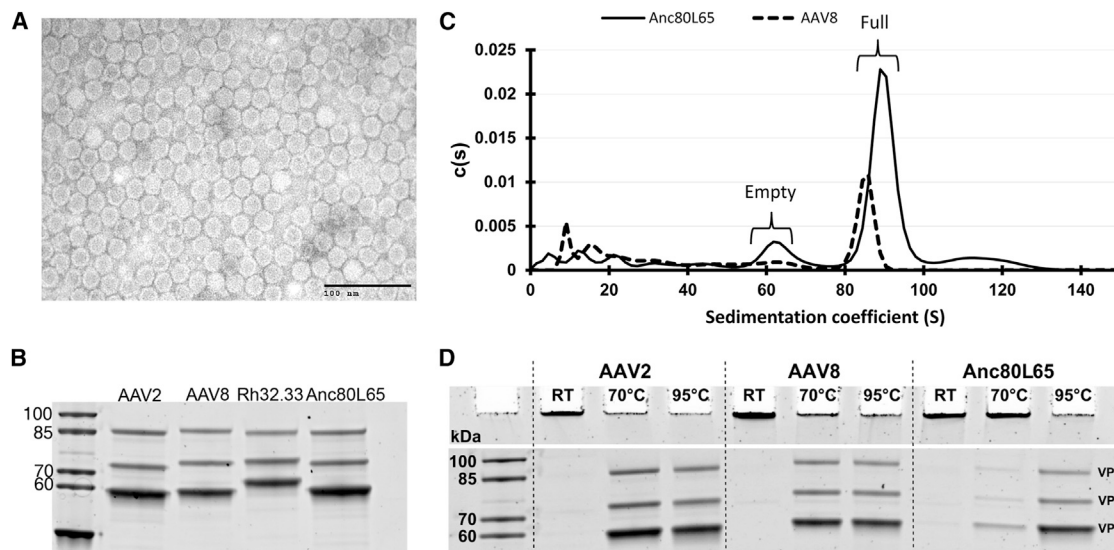 A
100 nm
B
AAV2 AAV8 Rh32.33 Anc80L65
100
85
70
60
C
Anc80L65 AAV8
Full
Empty
c(s)
0.025
0.02
0.015
0.01
0.005
0
0 20 40 60 80 100 120 140
Sedimentation coefficient (S)
D
AAV2 AAV8 Anc80L65
RT 70°C 95°C RT 70°C 95°C RT 70°C 95°C
kDa
100
85
70
60
VP
VP
VP